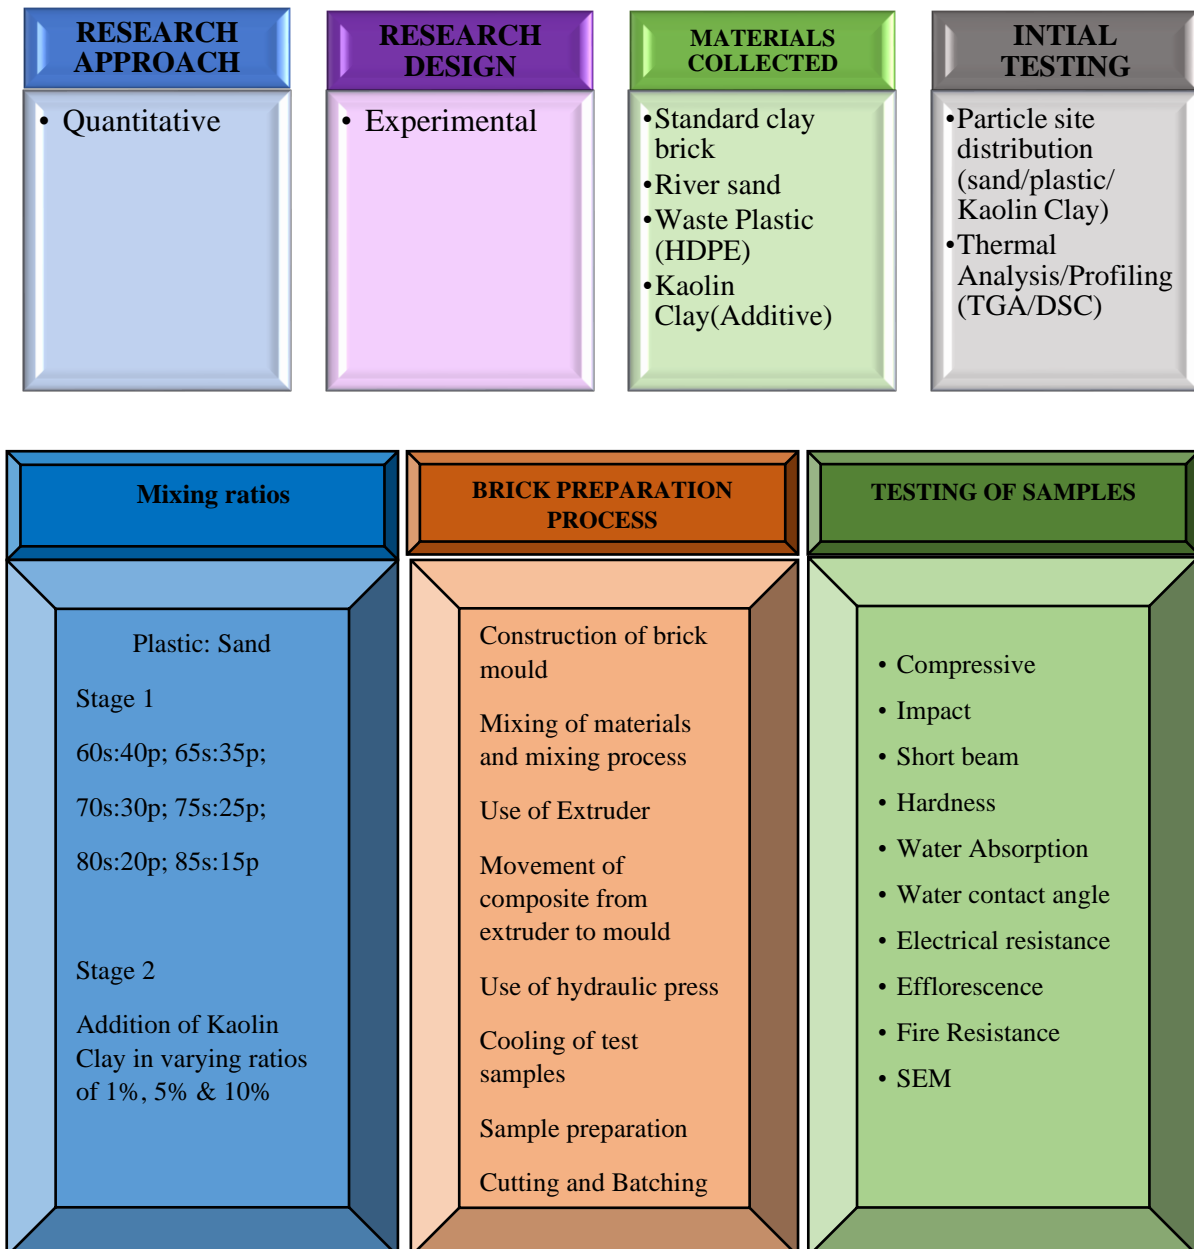 RESEARCH
APPROACH
• Quantitative
RESEARCH
DESIGN
• Experimental
MATERIALS
COLLECTED
•Standard clay
brick
•River sand
•Waste Plastic
(HDPE)
•Kaolin
Clay(Additive)
INTIAL
TESTING
•Particle site
distribution
(sand/plastic/
Kaolin Clay)
•Thermal
Analysis/Profiling
(TGA/DSC)
Mixing ratios
Plastic: Sand
Stage 1
60s:40p; 65s:35p;
70s:30p; 75s:25p;
80s:20p; 85s:15p
Stage 2
Addition of Kaolin
Clay in varying ratios
of 1%, 5% & 10%
BRICK PREPARATION
PROCESS
Construction of brick
mould
Mixing of materials
and mixing process
Use of Extruder
Movement of
composite from
extruder to mould
Use of hydraulic press
Cooling of test
samples
Sample preparation
Cutting and Batching
TESTING OF SAMPLES
• Compressive
• Impact
• Short beam
• Hardness
• Water Absorption
• Water contact angle
• Electrical resistance
• Efflorescence
• Fire Resistance
• SEM